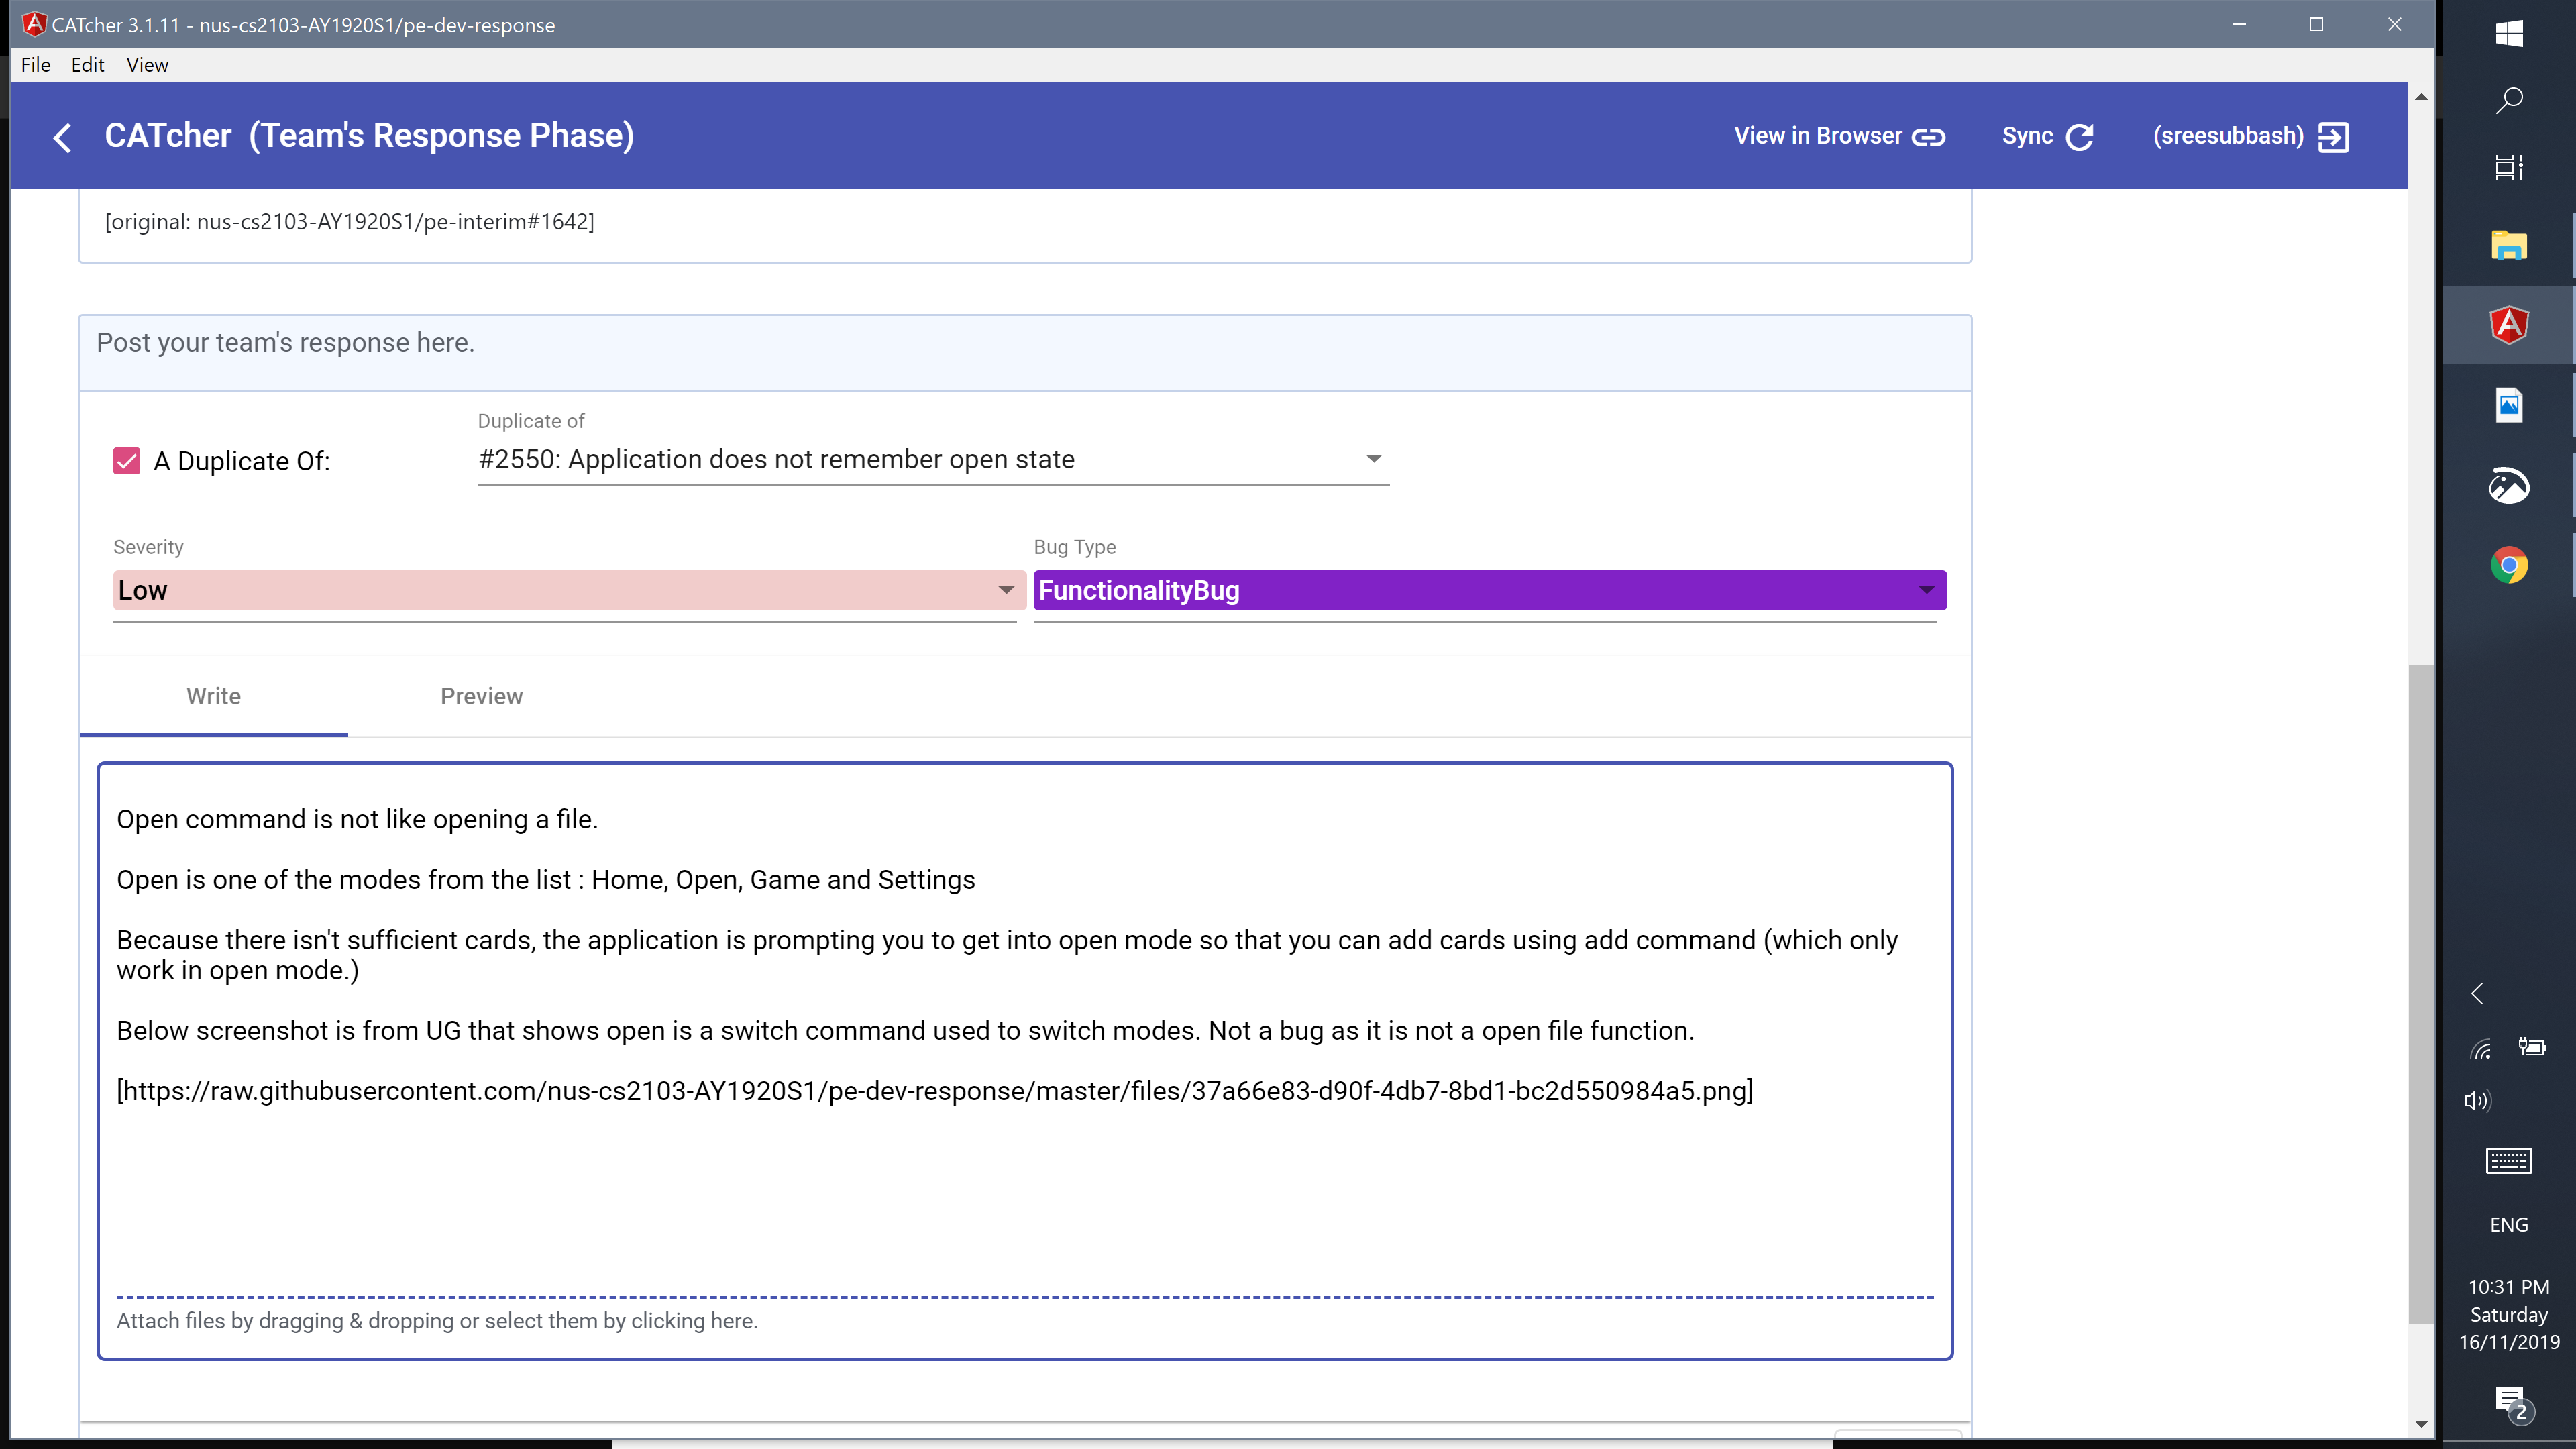 CATcher 3.1.11 - nus-cs2103-AY1920S1/pe-dev-response
File Edit View
CATcher (Team's Response Phase)
View in Browser
Sync
(sreesubbash)
[original: nus-cs2103-AY1920S1/pe-interim#1642]
Post your team's response here.
A Duplicate Of:
Duplicate of
#2550: Application does not remember open state
Severity
Low
Bug Type
FunctionalityBug
Write
Preview
Open command is not like opening a file.
Open is one of the modes from the list : Home, Open, Game and Settings
Because there isn't sufficient cards, the application is prompting you to get into open mode so that you can add cards using add command (which only
work in open mode.)
Below screenshot is from UG that shows open is a switch command used to switch modes. Not a bug as it is not a open file function.
[https://raw.githubusercontent.com/nus-cs2103-AY1920S1/pe-dev-response/master/files/37a66e83-d90f-4db7-8bd1-bc2d550984a5.png]
Attach files by dragging & dropping or select them by clicking here.
ENG
10:31 PM
Saturday
16/11/2019
2